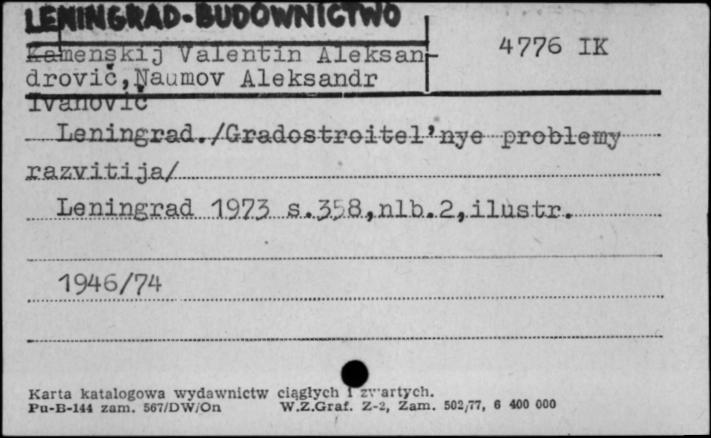 LENINGRAD-BUDOWNICTWO
Kamenskij Valentin Aleksan-
drovič, Naumov Aleksandr
Ivanovič
4776 IK
Leningrad./Gradostroitel'nye problemy
razvitija/
Leningrad 1973 s.358,nlb.2,ilustr.
1946/74
Karta katalogowa wydawnictw ciągłych i zwartych.
Pu-B-144 zam. 567/DW/On W.Z.Graf. Z-2, Zam. 502/77, 6 400 000